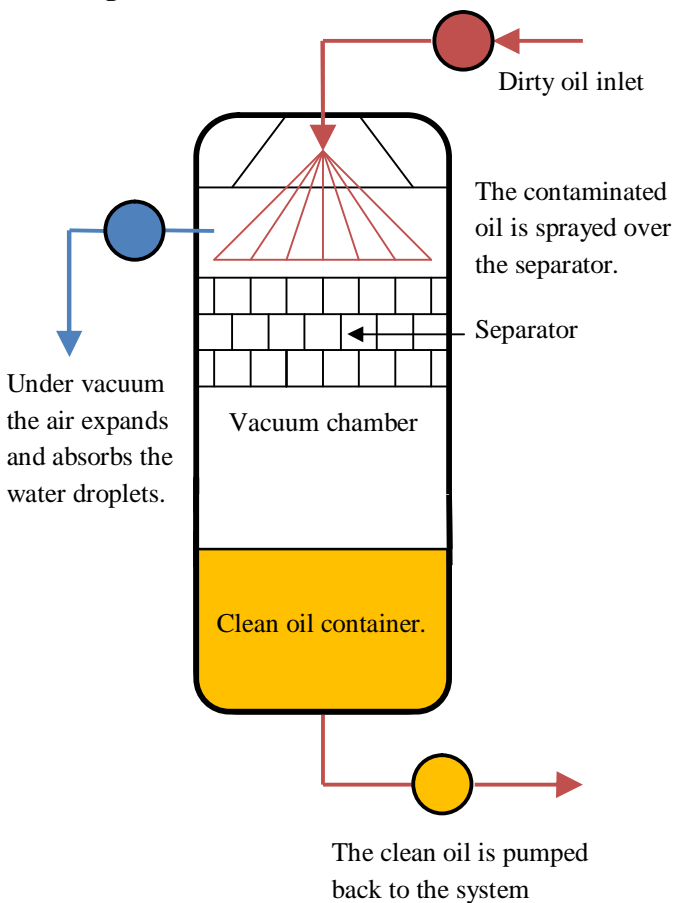 Dirty oil inlet
The contaminated
oil is sprayed over
the separator.
Separator
Under vacuum
the air expands
and absorbs the
water droplets.
Vacuum chamber
Clean oil container.
The clean oil is pumped
back to the system